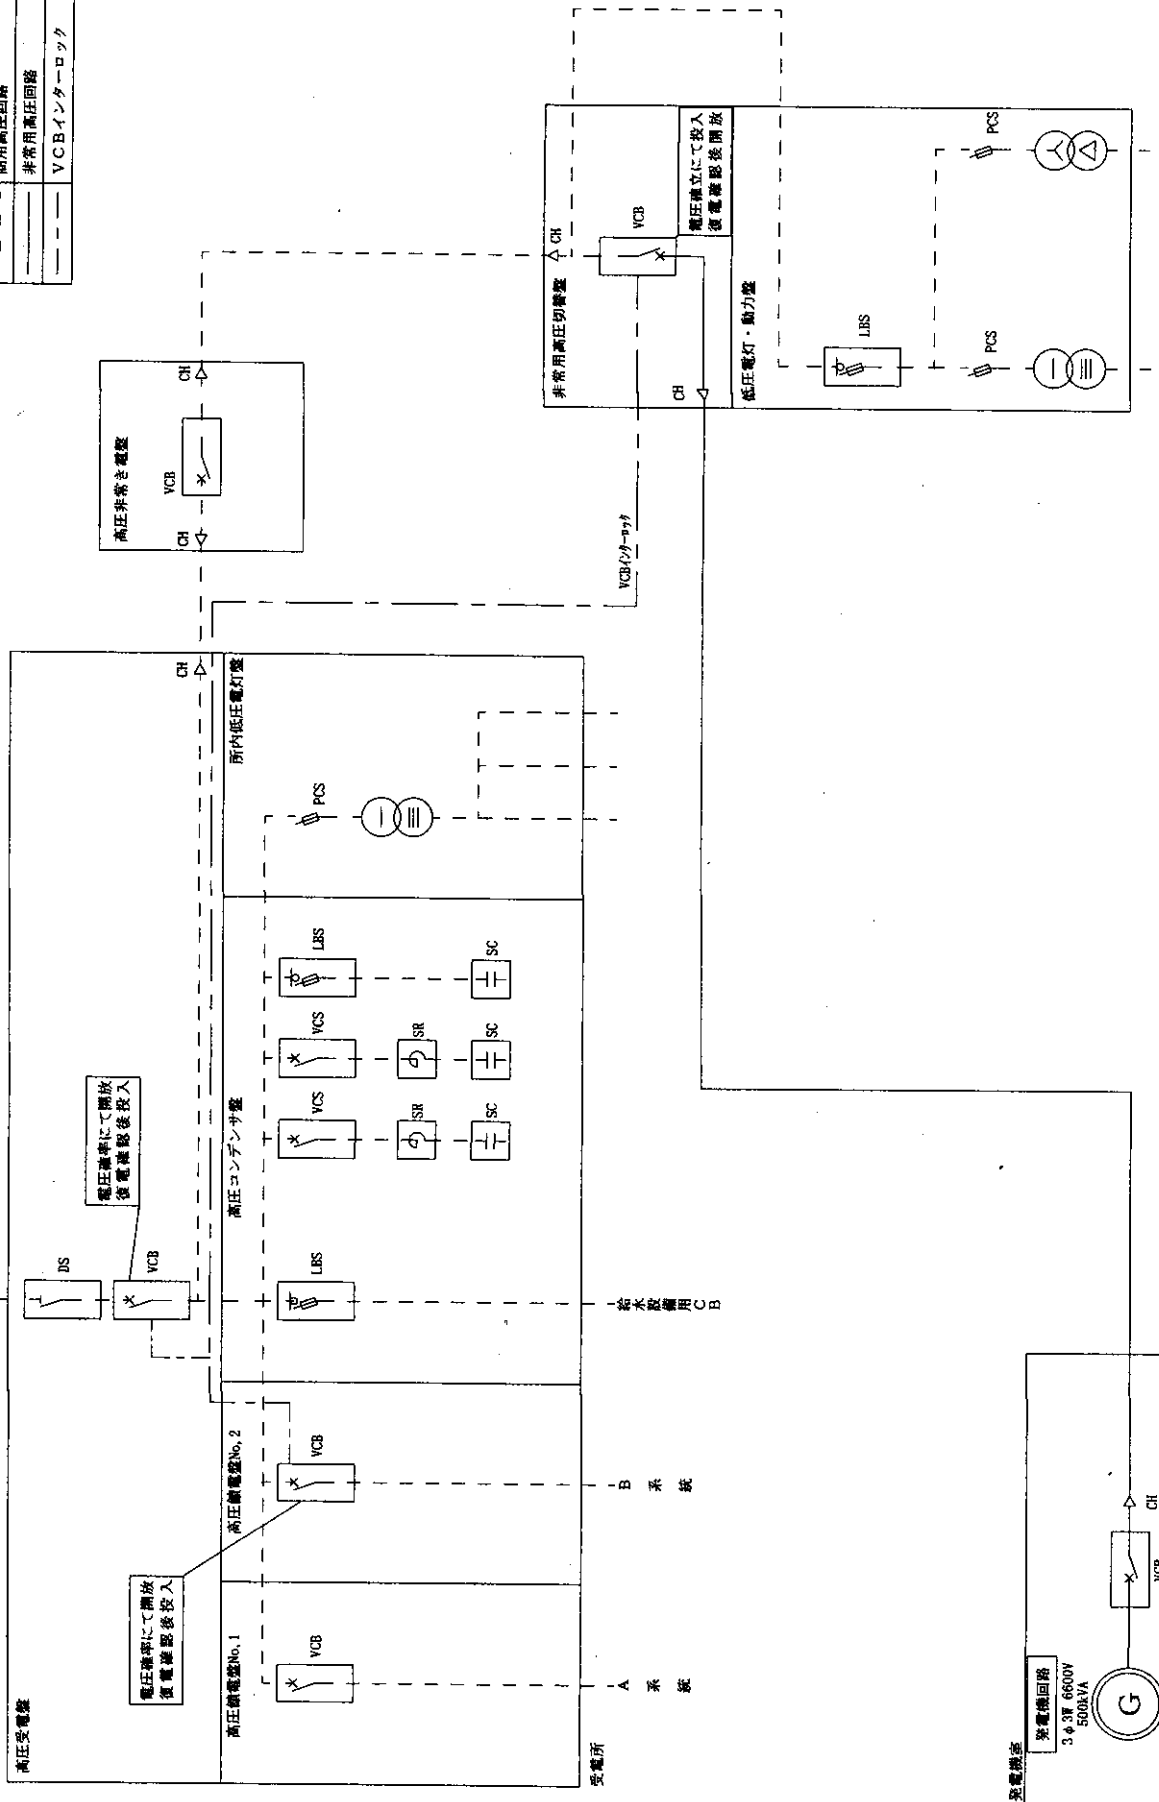 商用高圧回路
非常用高圧回路
VCBインターロック
高圧受電盤
DS
VCB
電圧確率にて開放
復電確認後投入
CH
電圧確率にて開放
復電確認後投入
高圧饋電盤No,1
VCB
A系統
高圧饋電盤No,2
VCB
B系統
高圧コンデンサ盤
LBS
給水設備用CB
VCS
SR
SC
VCS
SR
SC
LBS
SC
所内低圧電灯盤
PCS
受電所
高圧非常き電盤
CH
VCB
CH
VCBインターロック
非常用高圧切替盤
CH
VCB
電圧確立にて投入
復電確認後開放
CH
低圧電灯・動力盤
LBS
PCS
PCS
発電機室
発電機回路
3φ3W 6600V
500kVA
G
VCB
CH